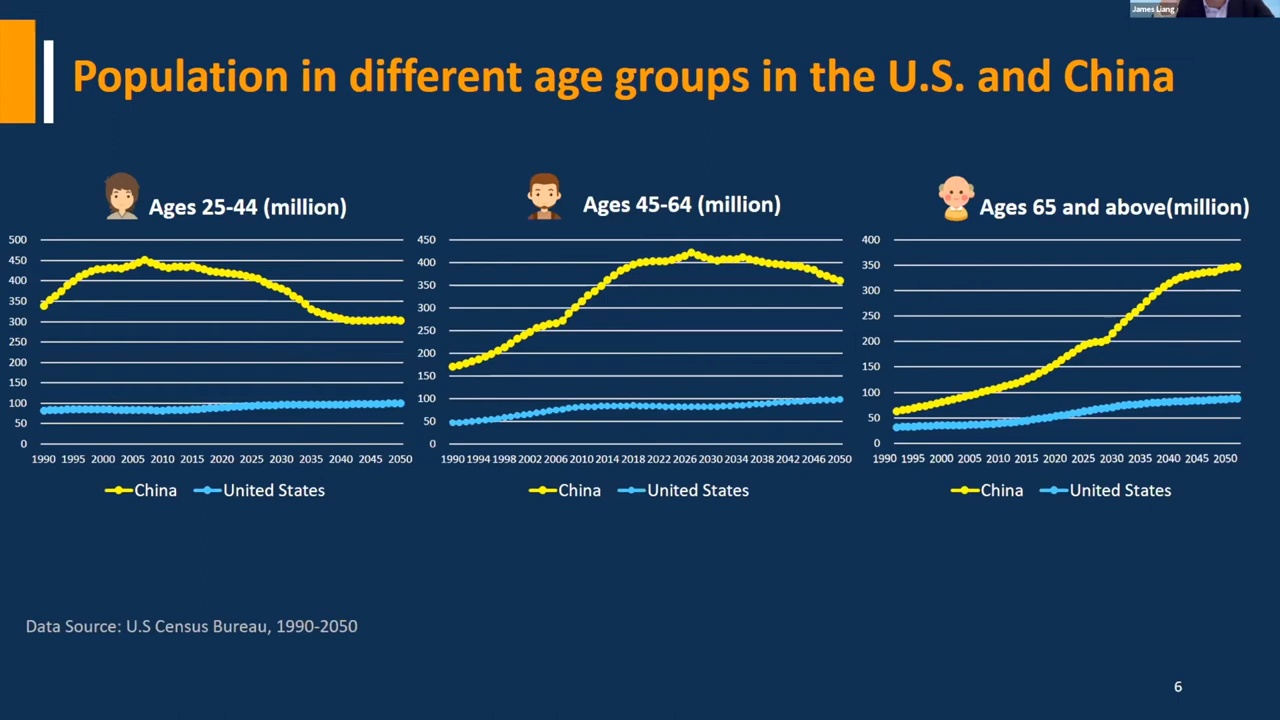 James Liang
Population in different age groups in the U.S. and China
Ages 25-44 (million)
500
450
400
350
300
250
200
150
100
50
0
1990 1995 2000 2005 2010 2015 2020 2025 2030 2035 2040 2045 2050
China United States
Ages 45-64 (million)
450
400
350
300
250
200
150
100
50
0
1990 1994 1998 2002 2006 2010 2014 2018 2022 2026 2030 2034 2038 2042 2046 2050
China United States
Ages 65 and above(million)
400
350
300
250
200
150
100
50
0
1990 1995 2000 2005 2010 2015 2020 2025 2030 2035 2040 2045 2050
China United States
Data Source: U.S Census Bureau, 1990-2050
6